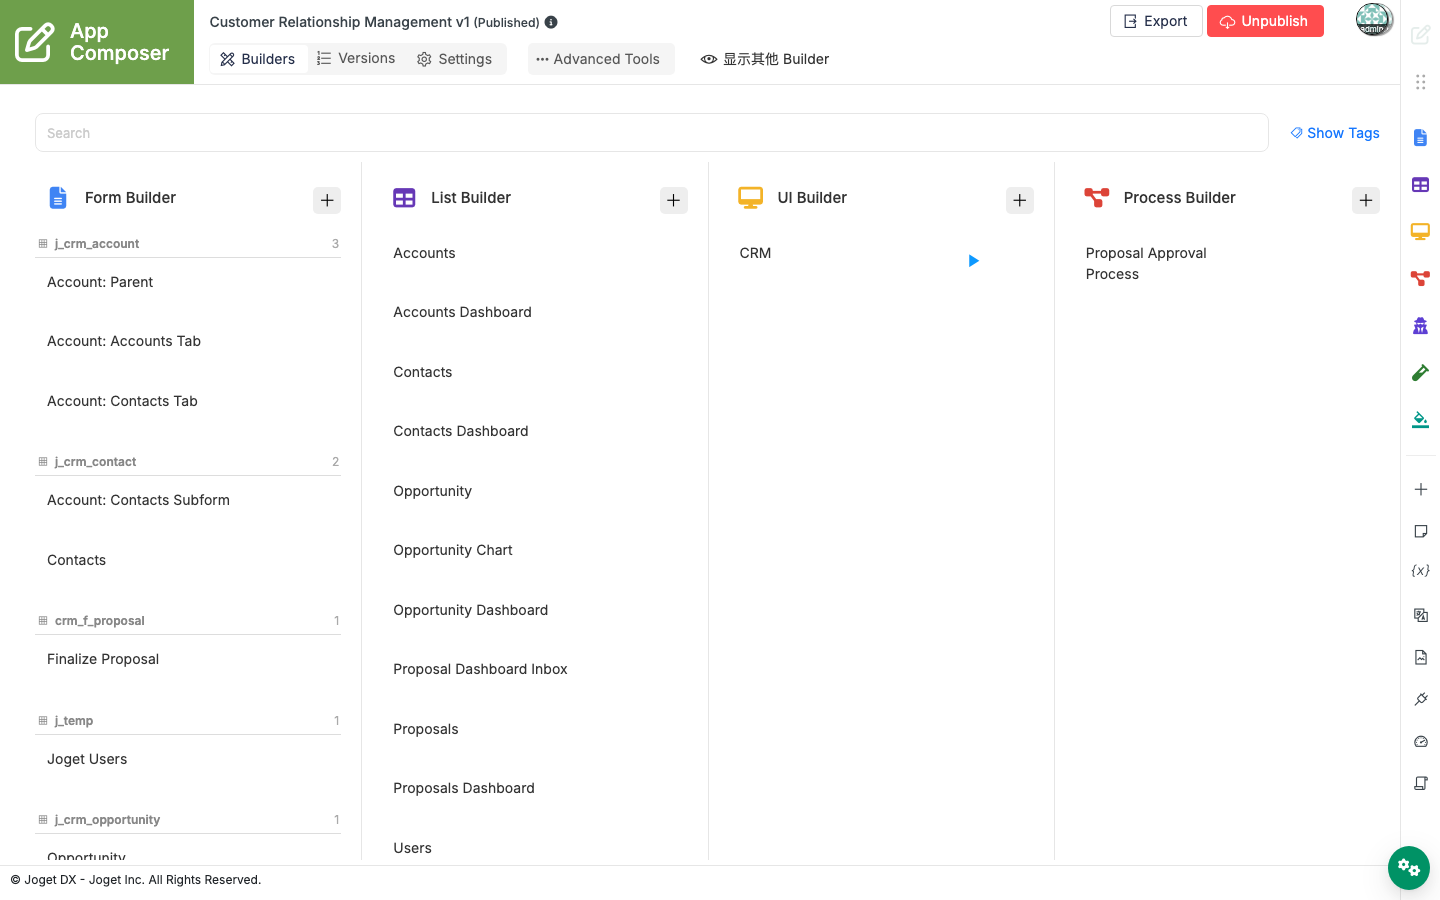 App
Composer
Customer Relationship Management v1 (Published)
Export
Unpublish
admin
Builders
Versions
Settings
Advanced Tools
显示其他 Builder
Search
Show Tags
Form Builder
j_crm_account 3
Account: Parent
Account: Accounts Tab
Account: Contacts Tab
j_crm_contact 2
Account: Contacts Subform
Contacts
crm_f_proposal 1
Finalize Proposal
j_temp 1
Joget Users
j_crm_opportunity 1
Opportunity
List Builder
Accounts
Accounts Dashboard
Contacts
Contacts Dashboard
Opportunity
Opportunity Chart
Opportunity Dashboard
Proposal Dashboard Inbox
Proposals
Proposals Dashboard
Users
UI Builder
CRM
Process Builder
Proposal Approval
Process
{x}
© Joget DX - Joget Inc. All Rights Reserved.